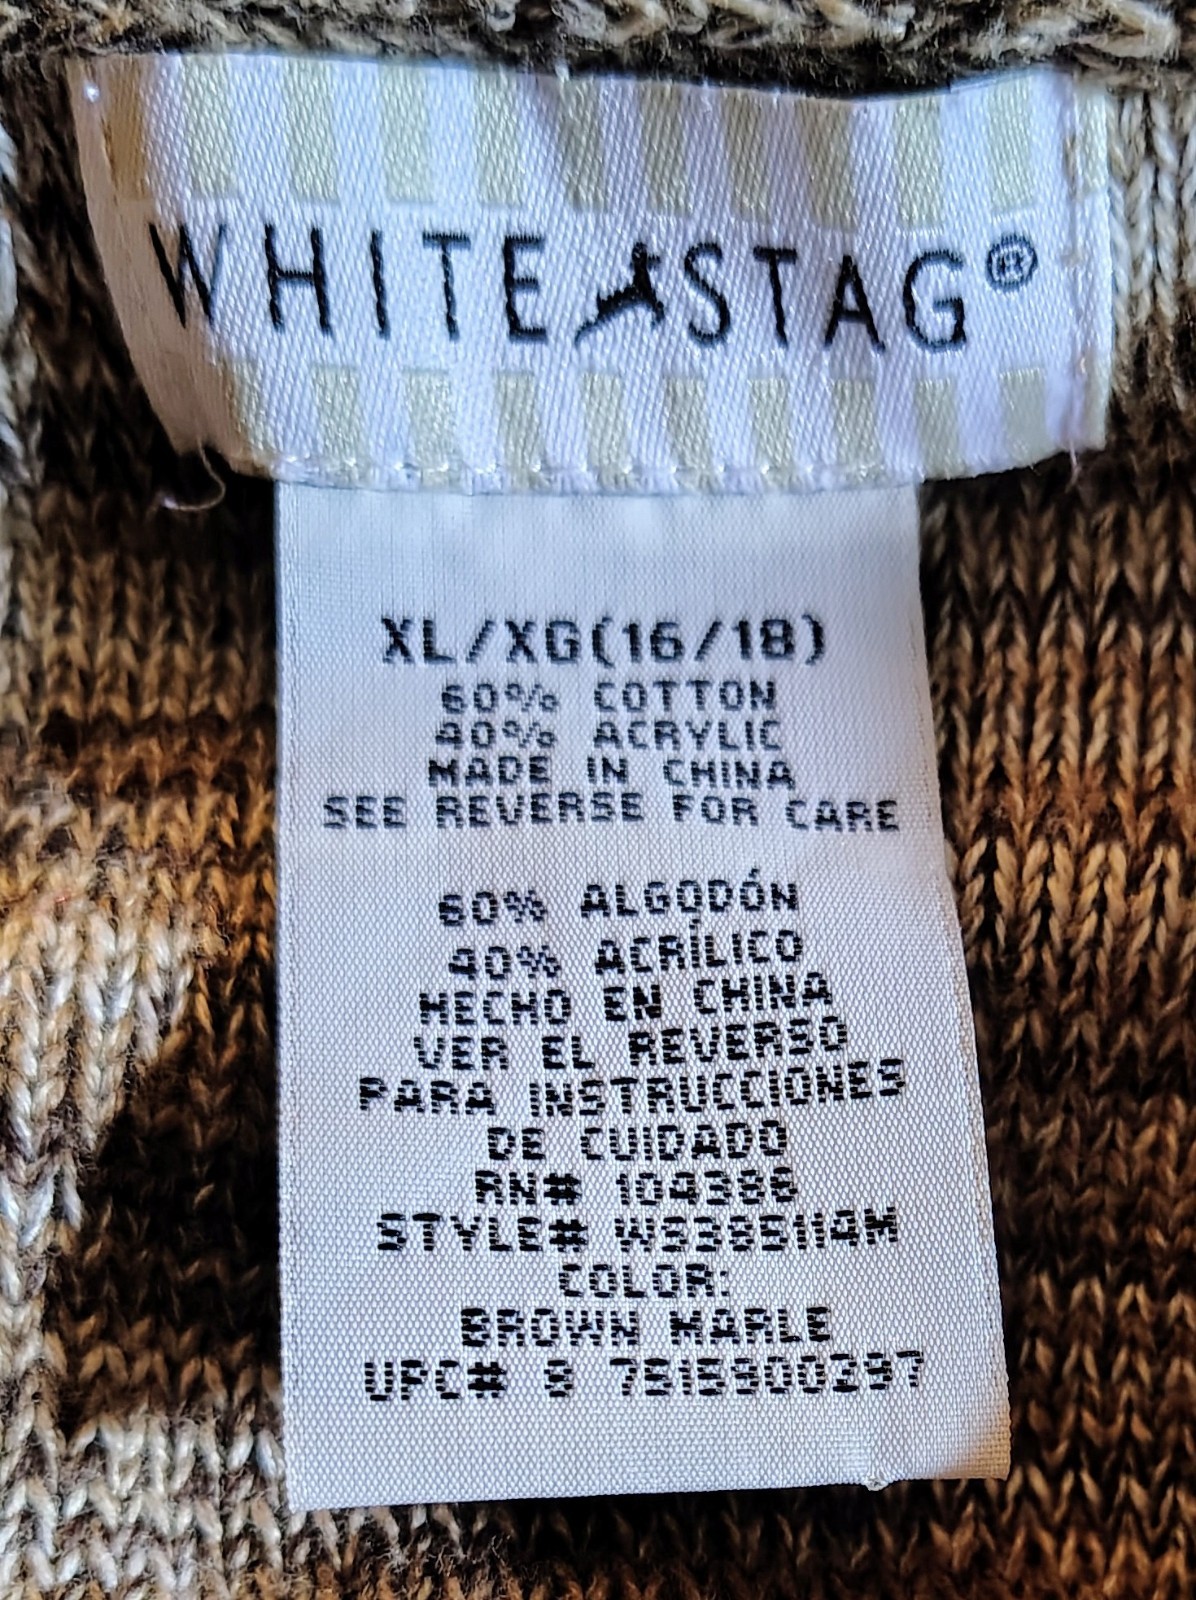 WHITE STAG®
XL/XG(16/18)
60% COTTON
40% ACRYLIC
MADE IN CHINA
SEE REVERSE FOR CARE
60% ALGODÓN
40% ACRÍLICO
HECHO EN CHINA
VER EL REVERSO
PARA INSTRUCCIONES
DE CUIDADO
RN# 104386
STYLE#
COLOR:
BROWN MARLE
UPC# 8